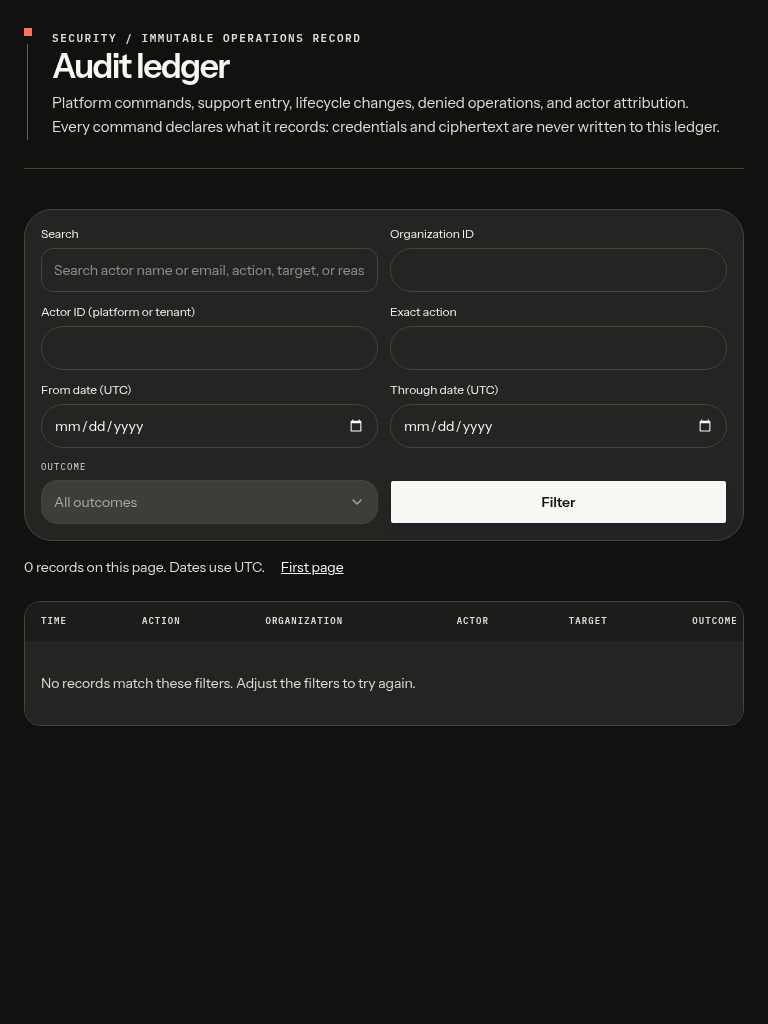 SECURITY / IMMUTABLE OPERATIONS RECORD
Audit ledger
Platform commands, support entry, lifecycle changes, denied operations, and actor attribution.
Every command declares what it records: credentials and ciphertext are never written to this ledger.
Search
Organization ID
Search actor name or email, action, target, or reas
Actor ID (platform or tenant)
Exact action
From date (UTC)
Through date (UTC)
mm/dd/yyyy
mm/dd/yyyy
OUTCOME
All outcomes
Filter
0 records on this page. Dates use UTC. First page
TIME ACTION ORGANIZATION ACTOR TARGET OUTCOME
No records match these filters. Adjust the filters to try again.